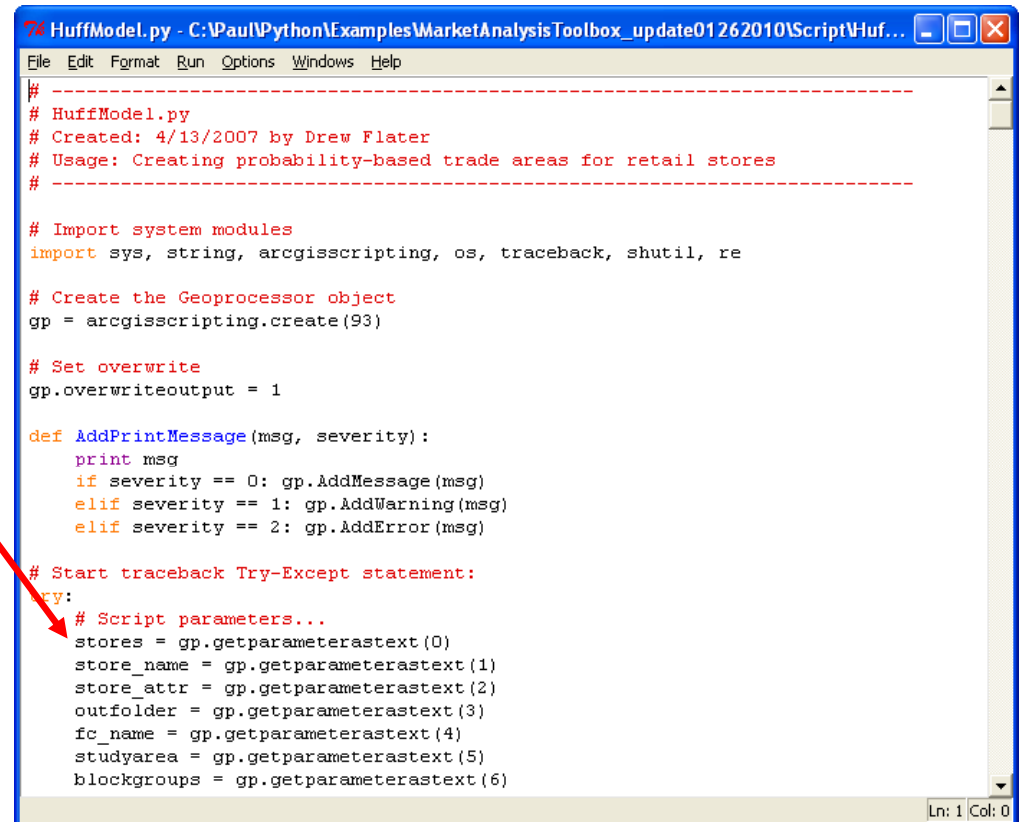 HuffModel.py - C:\Paul\Python\Examples\MarketAnalysisToolbox_update01262010\Script\Huf...
File Edit Format Run Options Windows Help
# ------------------------------------------------------------------------
# HuffModel.py
# Created: 4/13/2007 by Drew Flater
# Usage: Creating probability-based trade areas for retail stores
# ------------------------------------------------------------------------
# Import system modules
import sys, string, arcgisscripting, os, traceback, shutil, re
# Create the Geoprocessor object
gp = arcgisscripting.create(93)
# Set overwrite
gp.overwriteoutput = 1
def AddPrintMessage(msg, severity):
    print msg
    if severity == 0: gp.AddMessage(msg)
    elif severity == 1: gp.AddWarning(msg)
    elif severity == 2: gp.AddError(msg)
# Start traceback Try-Except statement:
try:
    # Script parameters...
    stores = gp.getparameterastext(0)
    store_name = gp.getparameterastext(1)
    store_attr = gp.getparameterastext(2)
    outfolder = gp.getparameterastext(3)
    fc_name = gp.getparameterastext(4)
    studyarea = gp.getparameterastext(5)
    blockgroups = gp.getparameterastext(6)
Ln: 1 Col: 0